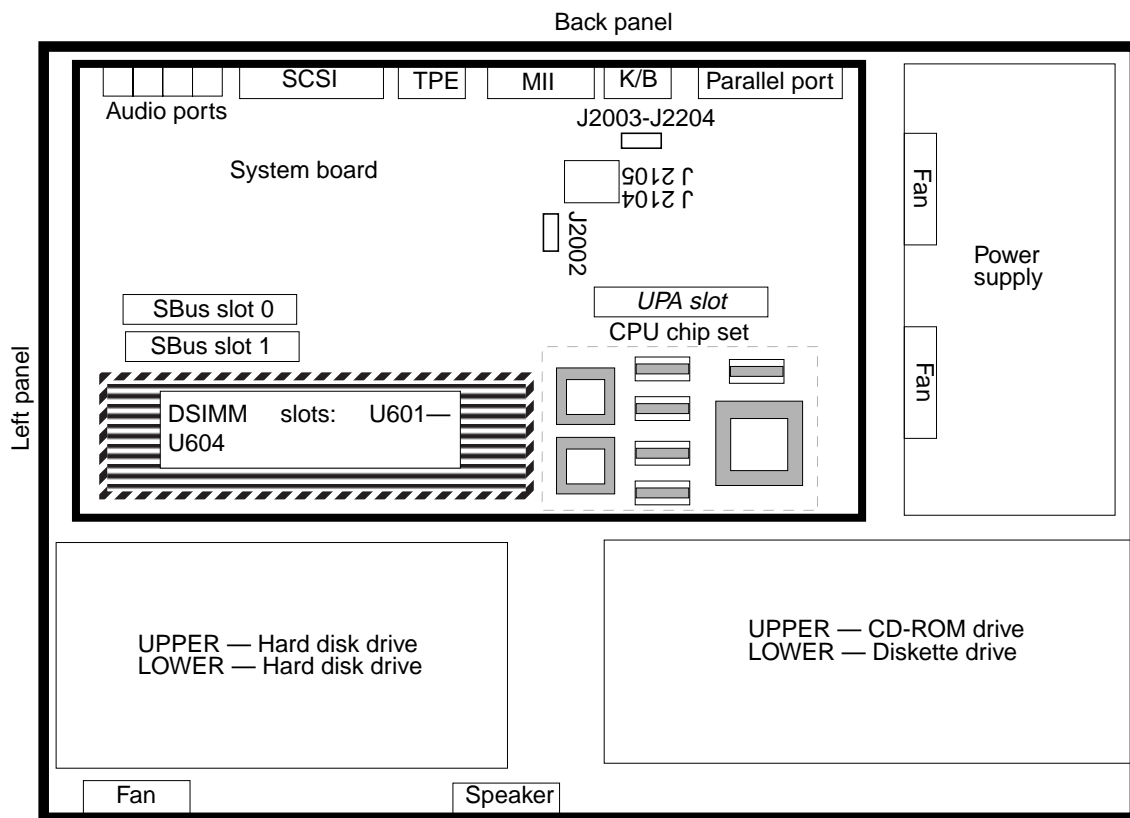 Back panel
SCSI
TPE
MII
K/B
Parallel port
Audio ports
J2003-J2204
System board
J2105
J2104
J2002
Fan
Power
supply
UPA slot
SBus slot 0
CPU chip set
SBus slot 1
Fan
Left panel
DSIMM slots: U601—
U604
UPPER — Hard disk drive
LOWER — Hard disk drive
UPPER — CD-ROM drive
LOWER — Diskette drive
Fan
Speaker